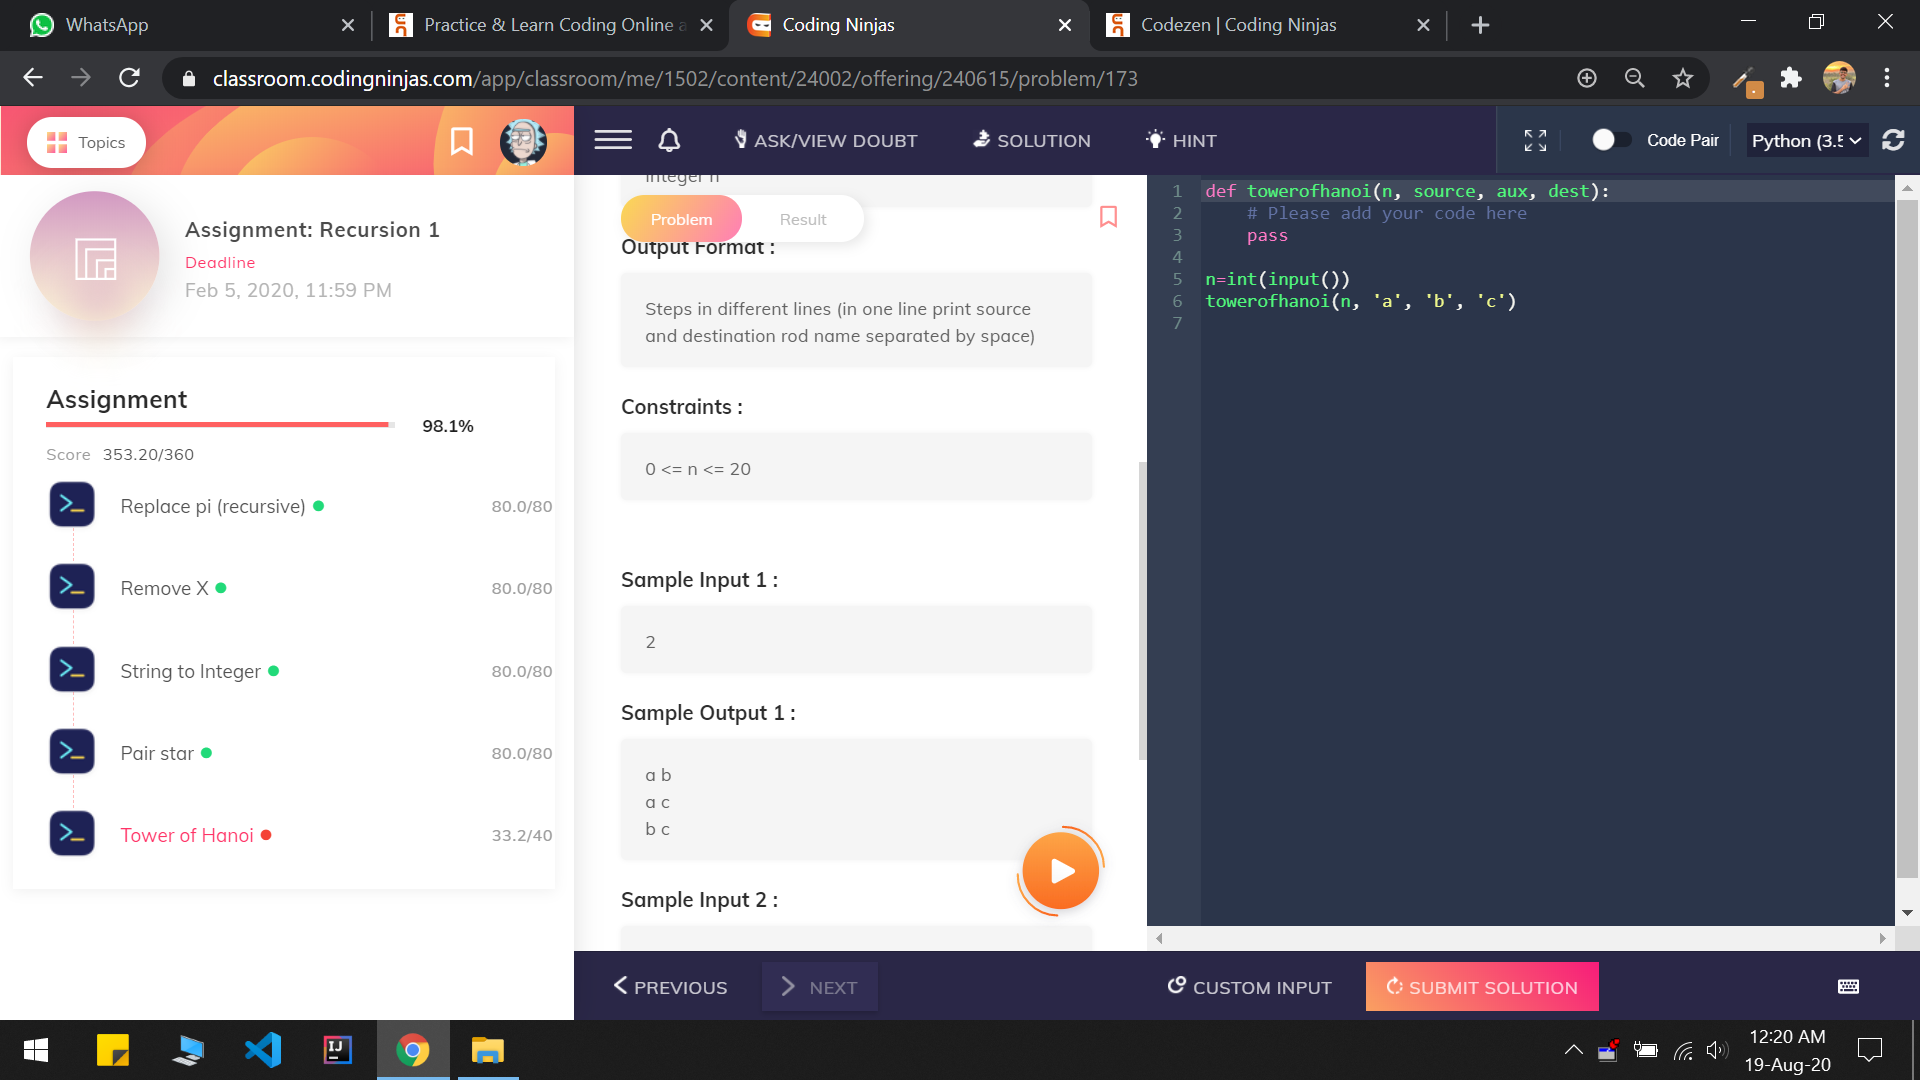 WhatsApp
Practice & Learn Coding Online a
Coding Ninjas
Codezen | Coding Ninjas
classroom.codingninjas.com/app/classroom/me/1502/content/24002/offering/240615/problem/173
Topics
ASK/VIEW DOUBT
SOLUTION
HINT
Code Pair
Python (3.5
Assignment: Recursion 1
Deadline
Feb 5, 2020, 11:59 PM
Assignment
98.1%
Score 353.20/360
Replace pi (recursive) 80.0/80
Remove X 80.0/80
String to Integer 80.0/80
Pair star 80.0/80
Tower of Hanoi 33.2/40
Integer n
Problem
Result
Output Format :
Steps in different lines (in one line print source
and destination rod name separated by space)
Constraints :
0 <= n <= 20
Sample Input 1 :
2
Sample Output 1 :
a b
a c
b c
Sample Input 2 :
1 def towerofhanoi(n, source, aux, dest):
2 # Please add your code here
3 pass
4
5 n=int(input())
6 towerofhanoi(n, 'a', 'b', 'c')
7
PREVIOUS
NEXT
CUSTOM INPUT
SUBMIT SOLUTION
IJ
12:20 AM
19-Aug-20